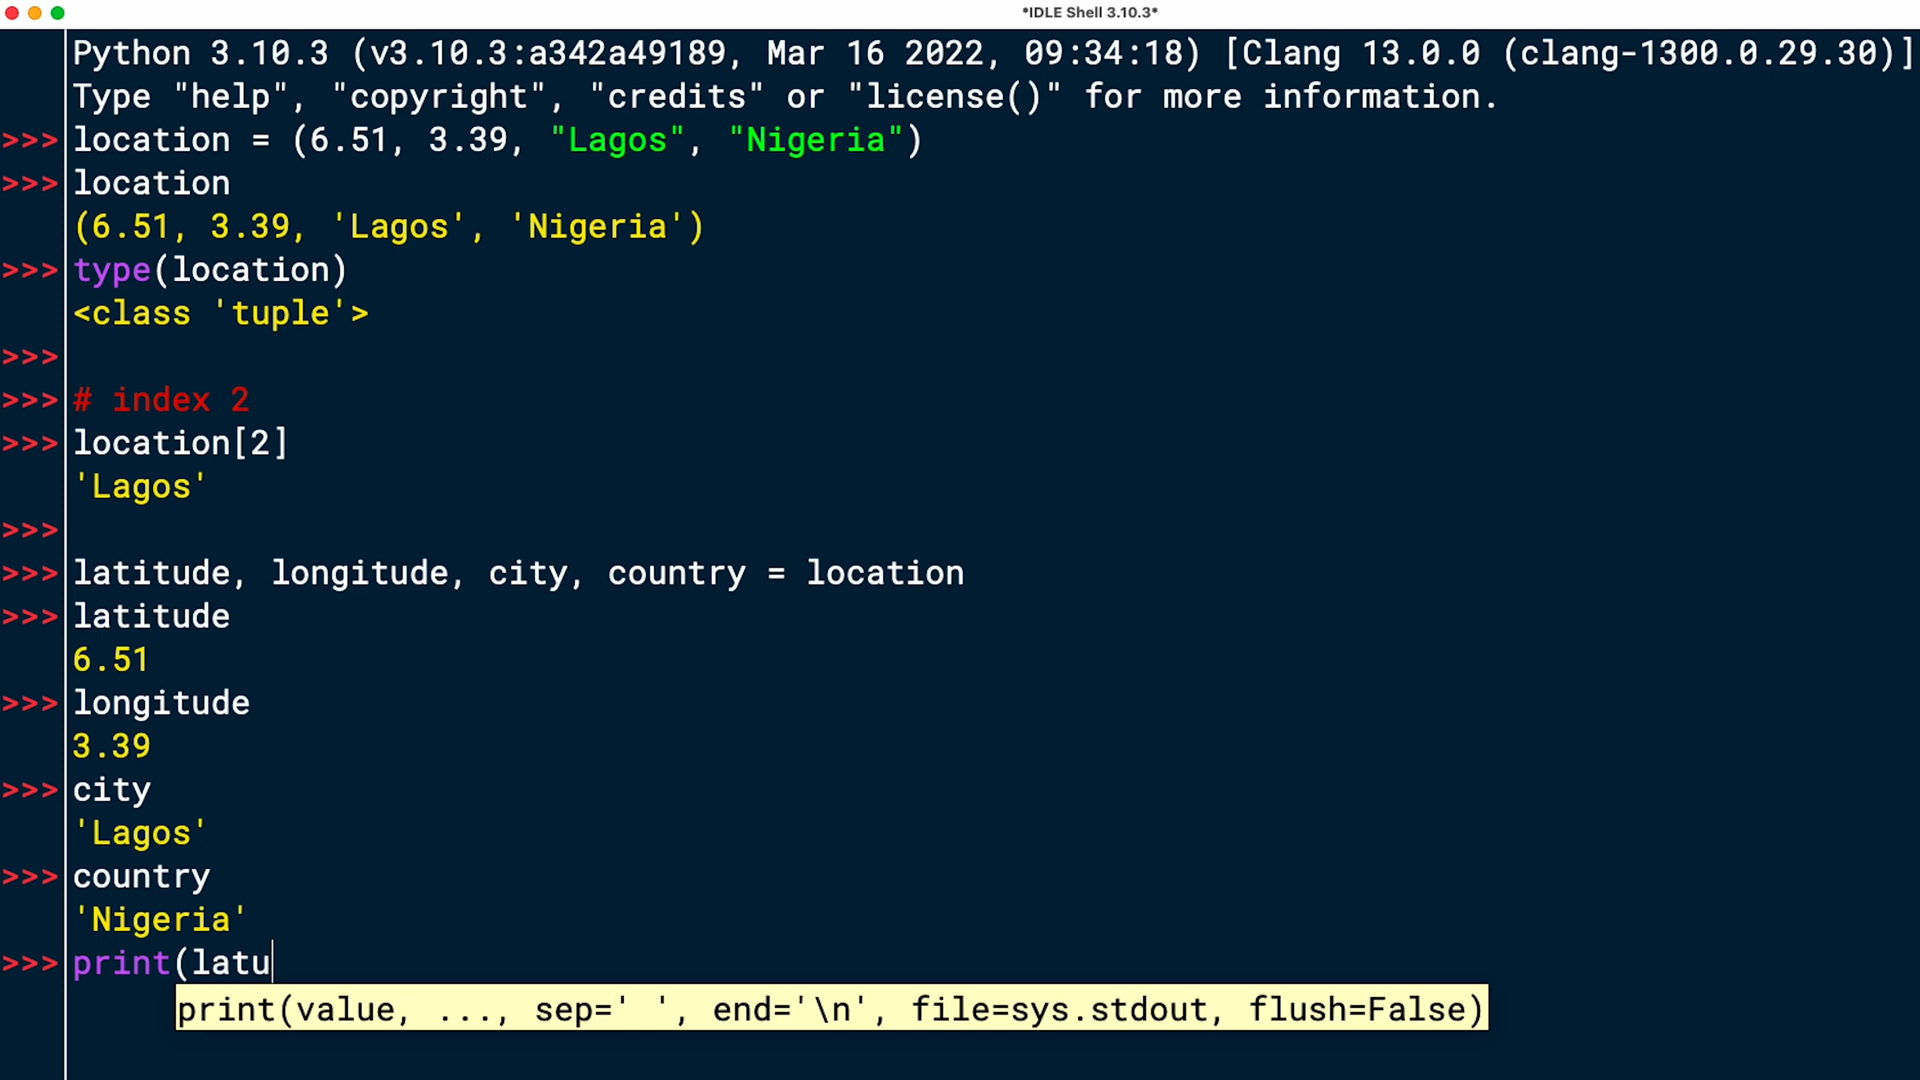 *IDLE Shell 3.10.3*
Python 3.10.3 (v3.10.3:a342a49189, Mar 16 2022, 09:34:18) [Clang 13.0.0 (clang-1300.0.29.30)]
Type "help", "copyright", "credits" or "license()" for more information.
>>> location = (6.51, 3.39, "Lagos", "Nigeria")
>>> location
(6.51, 3.39, 'Lagos', 'Nigeria')
>>> type(location)
<class 'tuple'>
>>>
>>> # index 2
>>> location[2]
'Lagos'
>>>
>>> latitude, longitude, city, country = location
>>> latitude
6.51
>>> longitude
3.39
>>> city
'Lagos'
>>> country
'Nigeria'
>>> print(latu
print(value, ..., sep=' ', end='\n', file=sys.stdout, flush=False)